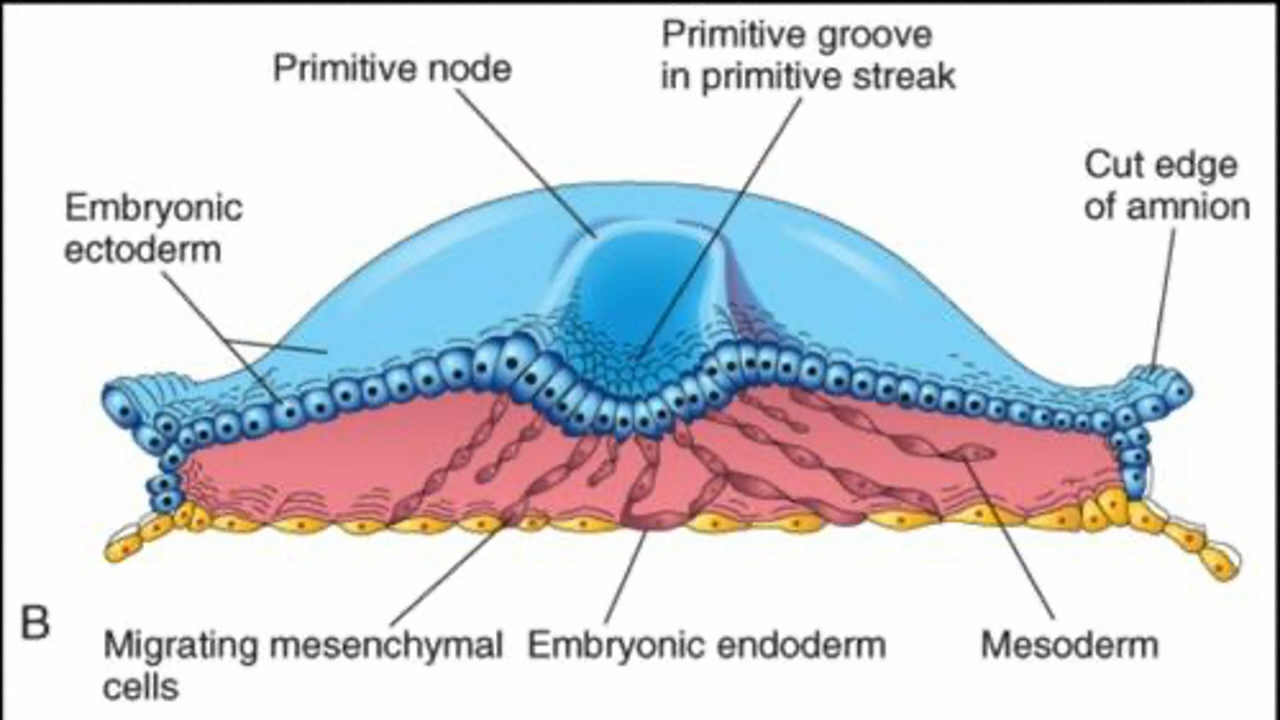 Primitive groove
in primitive streak
Primitive node
Cut edge
of amnion
Embryonic
ectoderm
B
Migrating mesenchymal
cells
Embryonic endoderm
Mesoderm